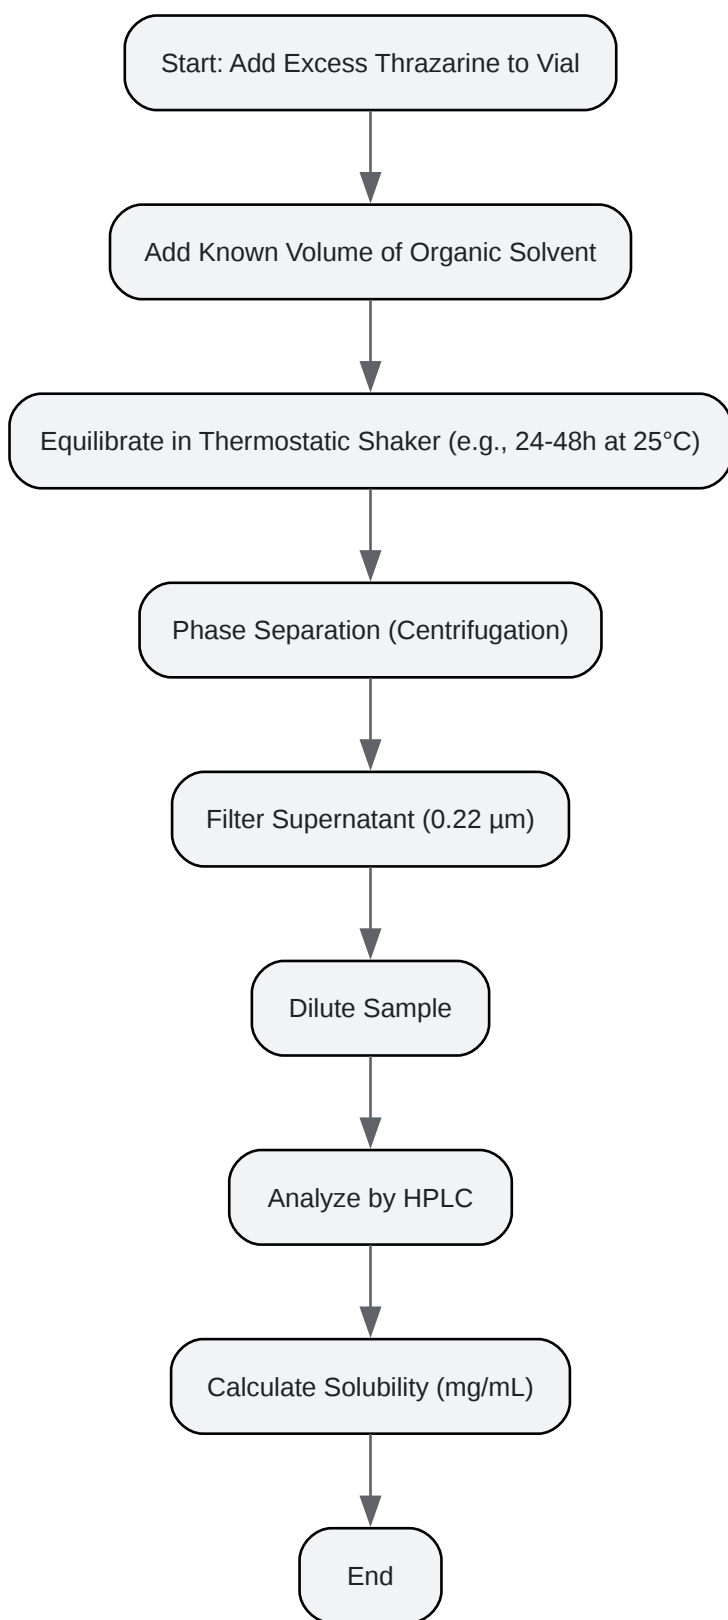 Start: Add Excess Thrazarine to Vial
Add Known Volume of Organic Solvent
Equilibrate in Thermostatic Shaker (e.g., 24-48h at 25°C)
Phase Separation (Centrifugation)
Filter Supernatant (0.22 µm)
Dilute Sample
Analyze by HPLC
Calculate Solubility (mg/mL)
End